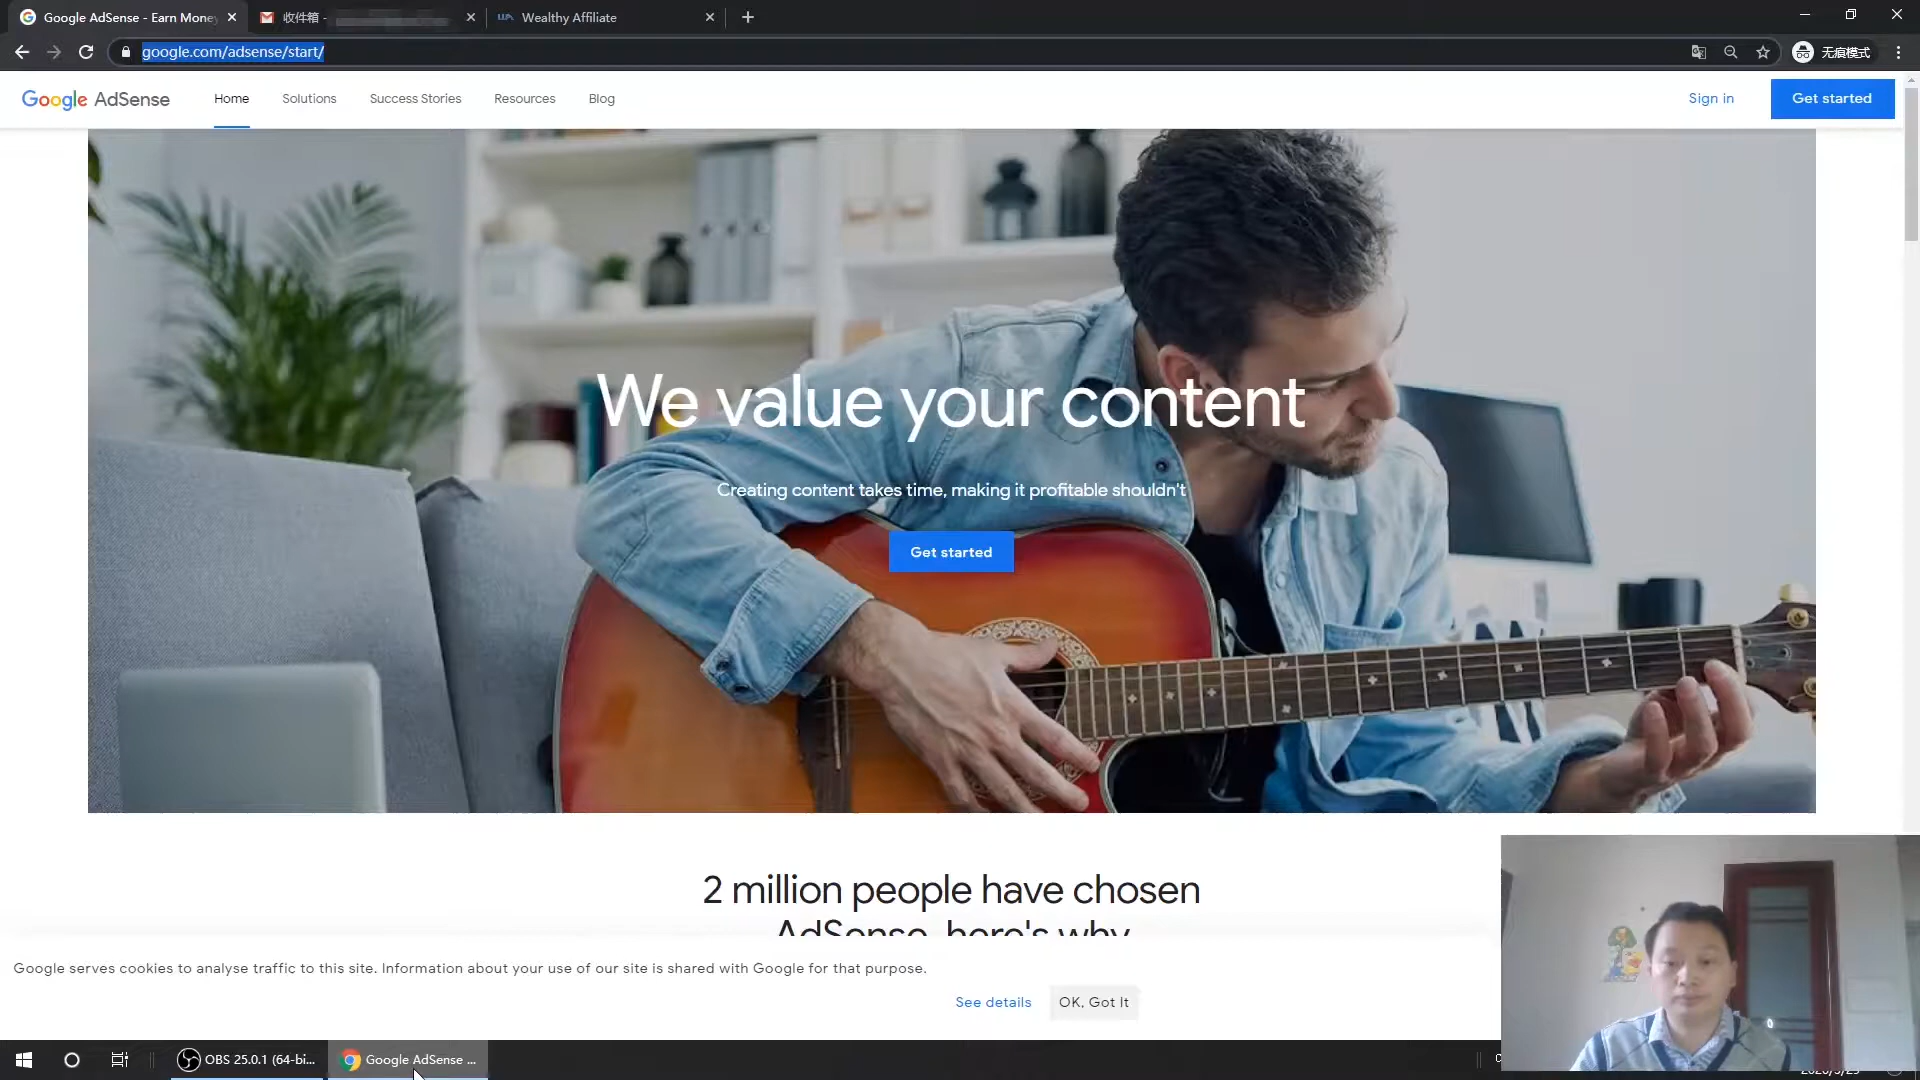 Google AdSense - Earn Money
收件箱 -
Wealthy Affiliate
google.com/adsense/start/
无痕模式
Google AdSense
Home
Solutions
Success Stories
Resources
Blog
Sign in
Get started
We value your content
Creating content takes time, making it profitable shouldn't
Get started
2 million people have chosen
AdSense, here's why
Google serves cookies to analyse traffic to this site. Information about your use of our site is shared with Google for that purpose.
See details
OK, Got It
OBS 25.0.1 (64-bi...
Google AdSense ...